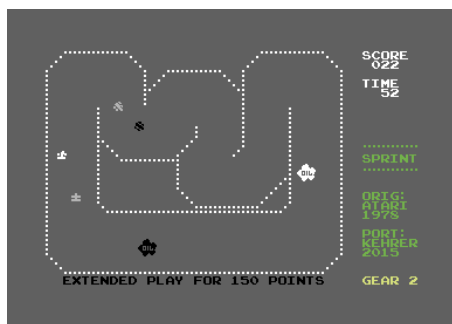 SCORE
022
TIME
52
SPRINT
OIL
ORIG:
ATARI
1978
PORT:
KEHRER
2015
OIL
EXTENDED PLAY FOR 150 POINTS
GEAR 2